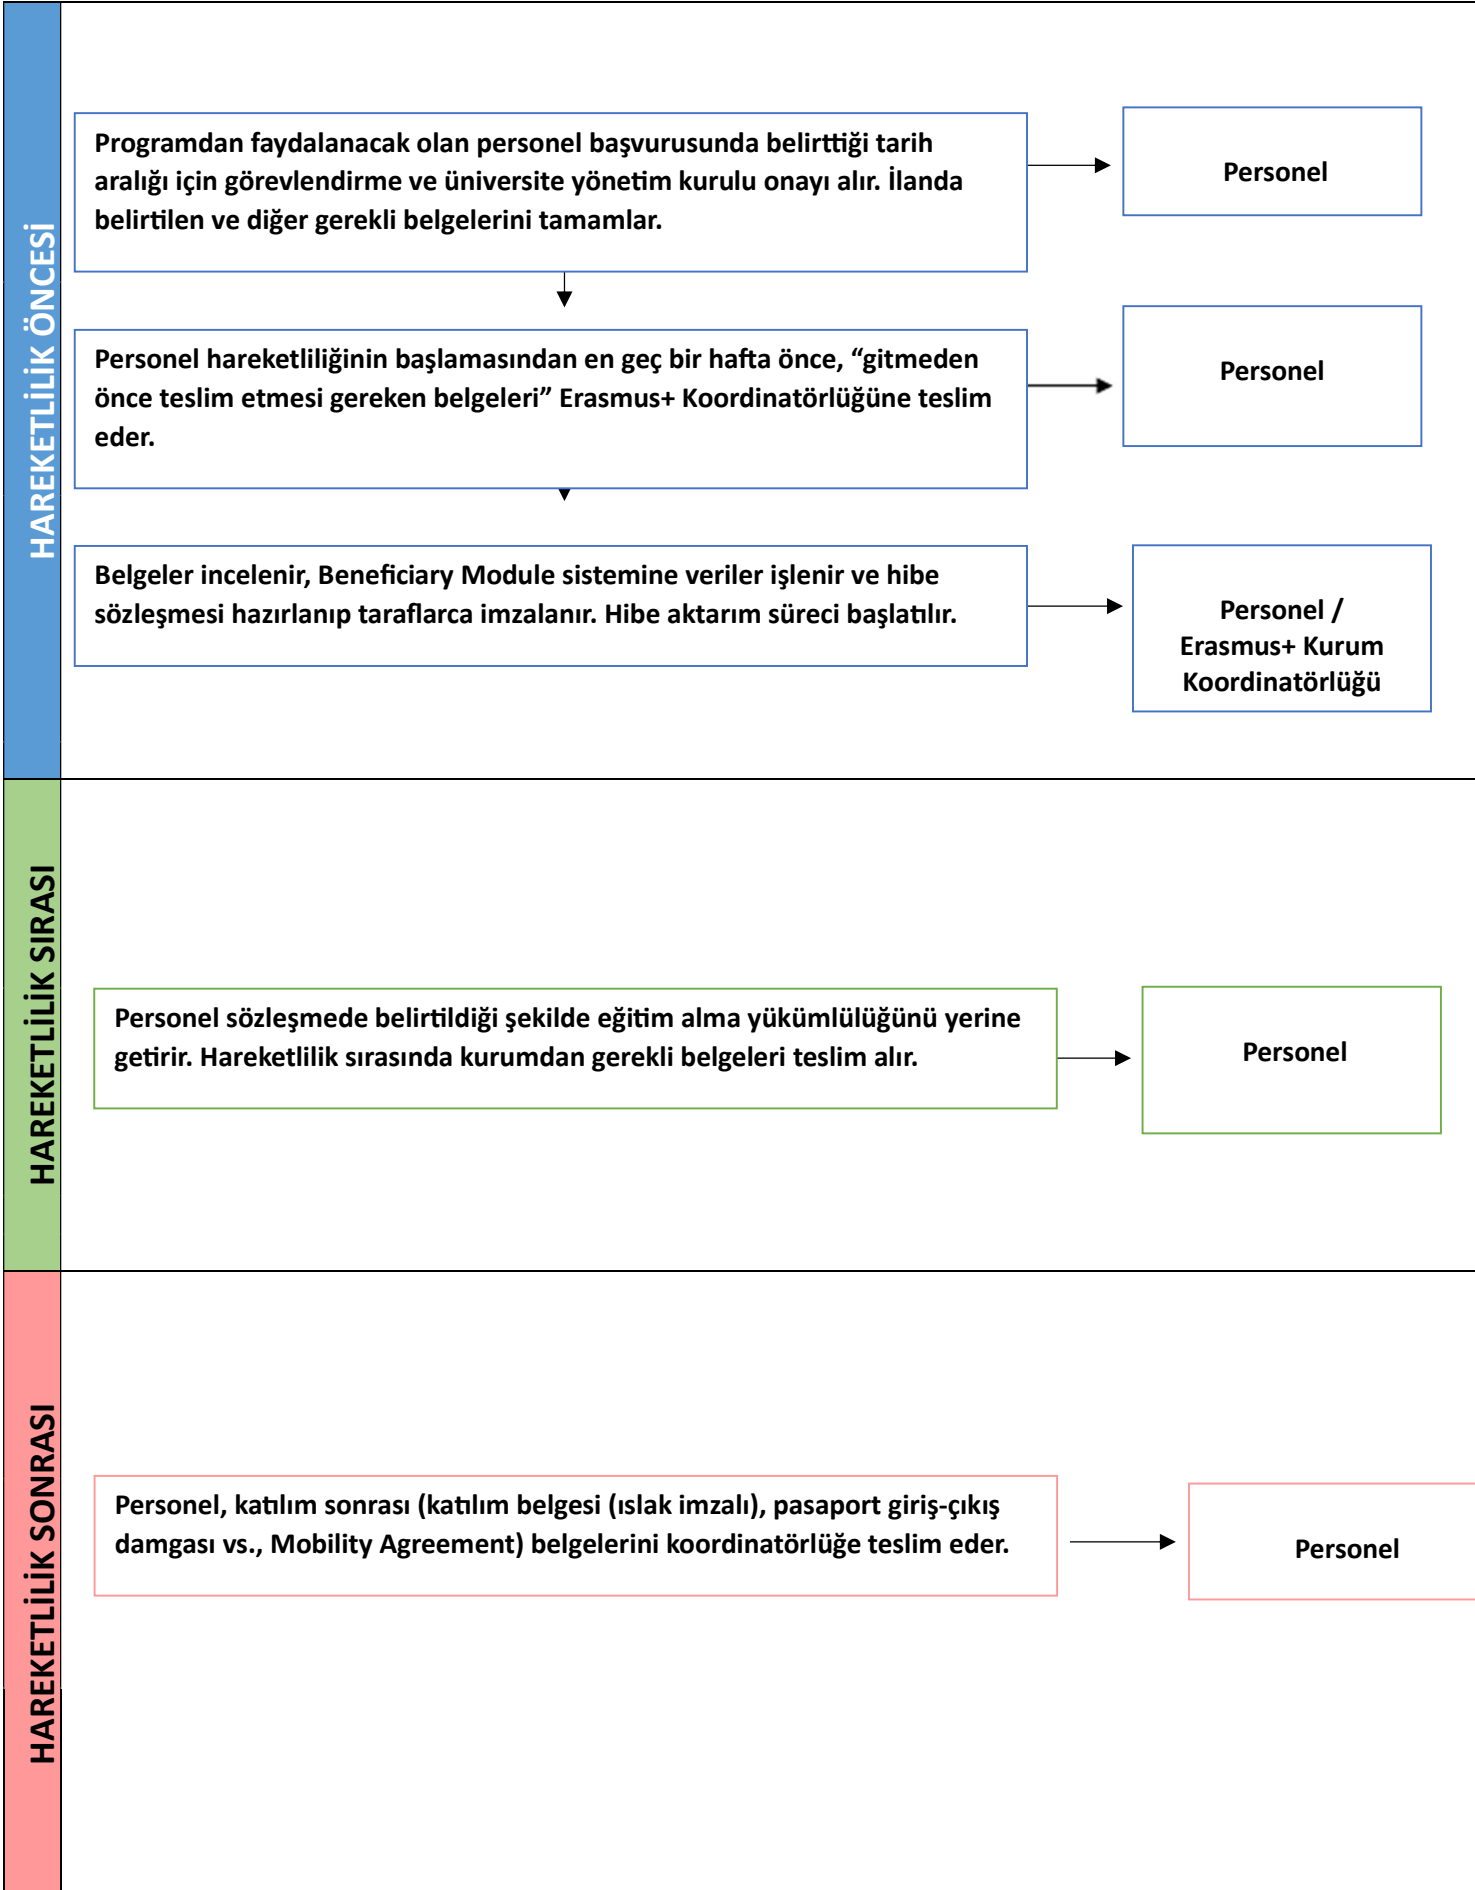 HAREKETLİLİK ÖNCESİ
Programdan faydalanacak olan personel başvurusunda belirttiği tarih
aralığı için görevlendirme ve üniversite yönetim kurulu onayı alır. İlanda
belirtilen ve diğer gerekli belgelerini tamamlar.
Personel
Personel hareketliliğinin başlamasından en geç bir hafta önce, “gitmeden
önce teslim etmesi gereken belgeleri” Erasmus+ Koordinatörlüğüne teslim
eder.
Personel
Belgeler incelenir, Beneficiary Module sistemine veriler işlenir ve hibe
sözleşmesi hazırlanıp taraflarca imzalanır. Hibe aktarım süreci başlatılır.
Personel /
Erasmus+ Kurum
Koordinatörlüğü
HAREKETLİLİK SIRASI
Personel sözleşmede belirtildiği şekilde eğitim alma yükümlülüğünü yerine
getirir. Hareketlilik sırasında kurumdan gerekli belgeleri teslim alır.
Personel
HAREKETLİLİK SONRASI
Personel, katılım sonrası (katılım belgesi (ıslak imzalı), pasaport giriş-çıkış
damgası vs., Mobility Agreement) belgelerini koordinatörlüğe teslim eder.
Personel